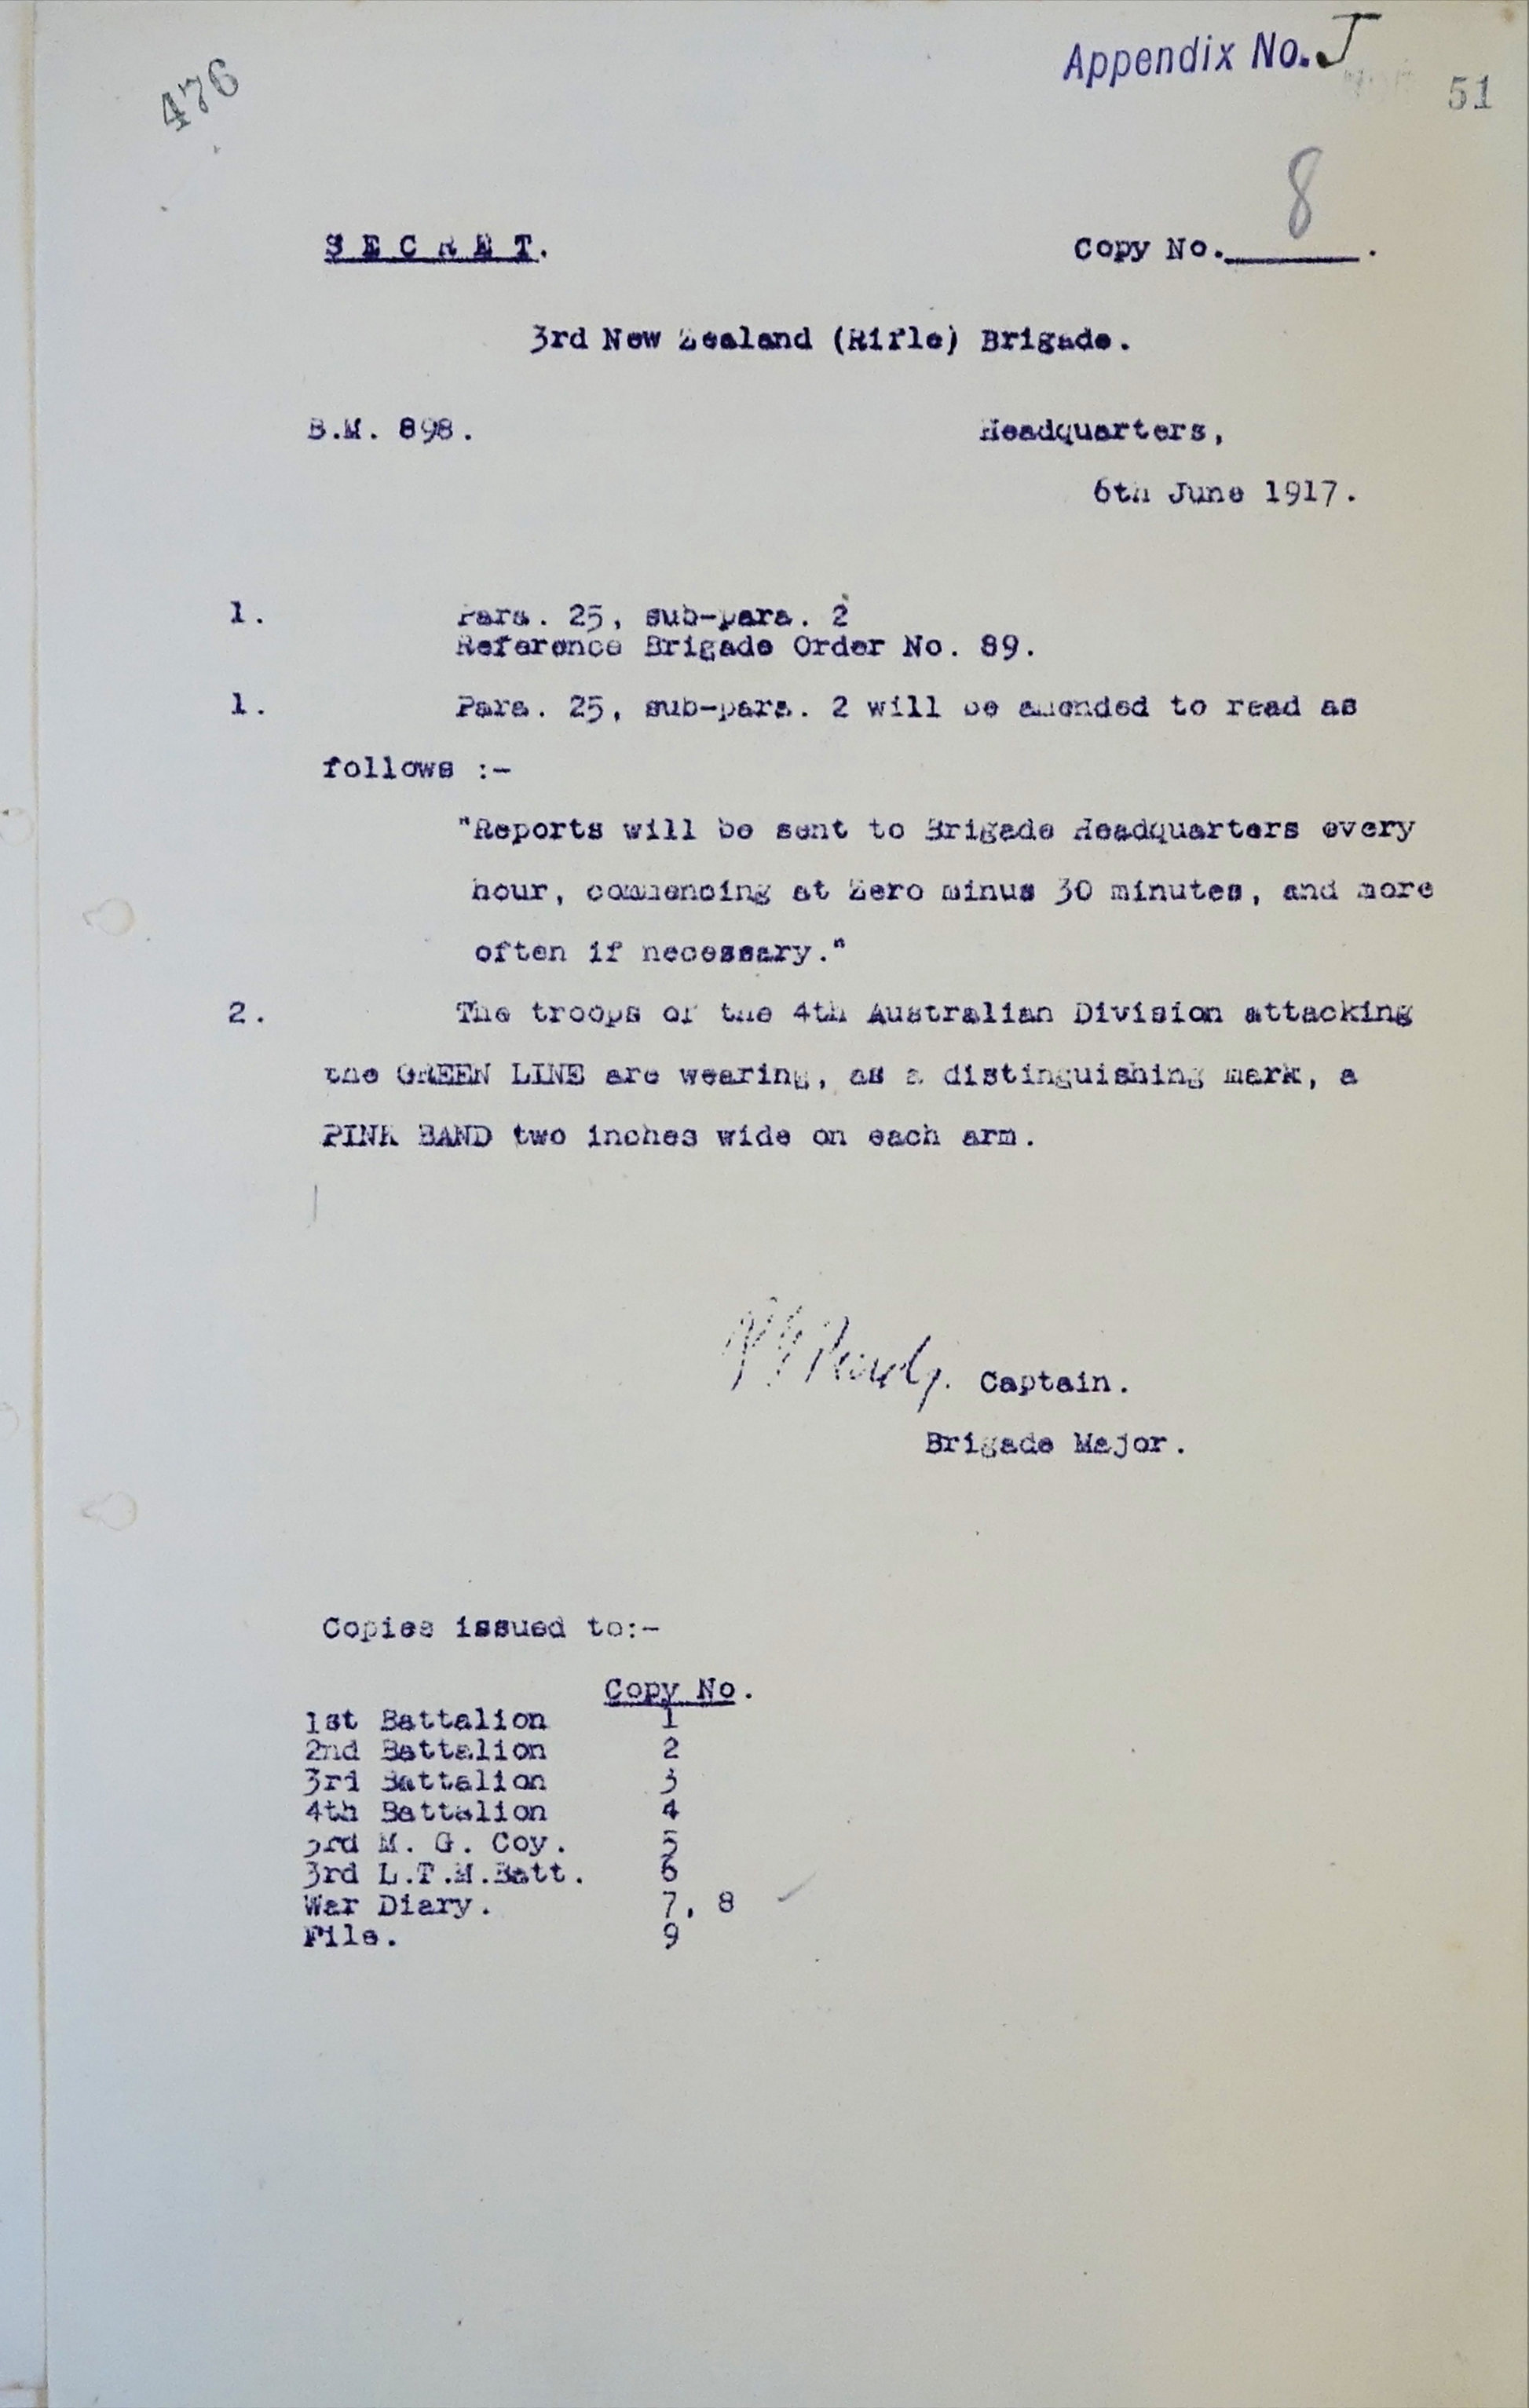 476
Appendix No. J
51
SECRET.
Copy No. 8.
3rd New Zealand (Rifle) Brigade.
B.M. 898.
Headquarters,
6th June 1917.
1. Para. 25, sub-para. 2
Reference Brigade Order No. 89.
1. Para. 25, sub-para. 2 will be amended to read as
follows :-
"Reports will be sent to Brigade Headquarters every
hour, commencing at Zero minus 30 minutes, and more
often if necessary."
2. The troops of the 4th Australian Division attacking
the GREEN LINE are wearing, as a distinguishing mark, a
PINK BAND two inches wide on each arm.
Captain.
Brigade Major.
Copies issued to:-
Copy No.
1st Battalion 1
2nd Battalion 2
3rd Battalion 3
4th Battalion 4
3rd M. G. Coy. 5
3rd L.T.M.Batt. 6
War Diary. 7, 8
File. 9